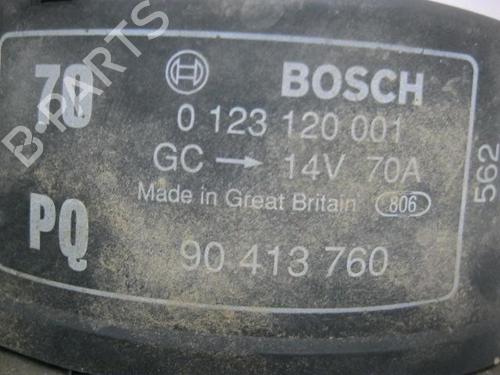 70
BOSCH
0 123 120 001
GC → 14V 70A
Made in Great Britain 806
PQ
90 413 760
562
B-PARTS